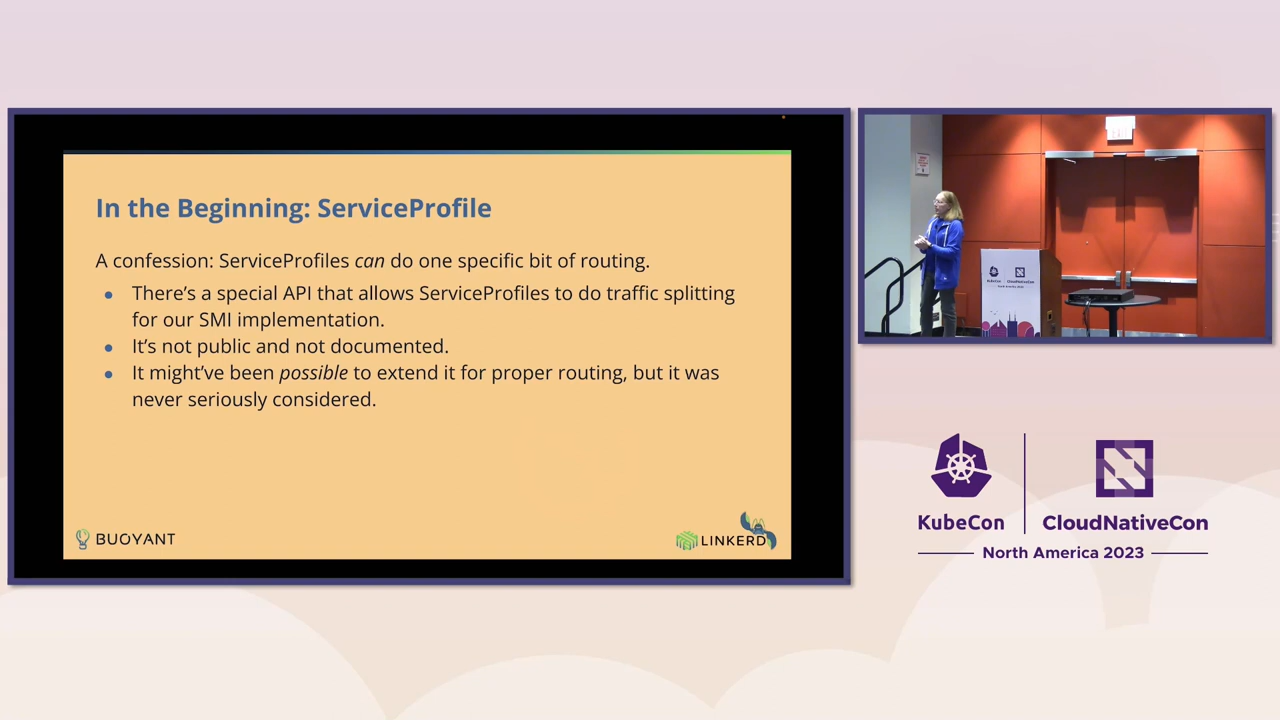 In the Beginning: ServiceProfile
A confession: ServiceProfiles can do one specific bit of routing.
● There’s a special API that allows ServiceProfiles to do traffic splitting
for our SMI implementation.
● It’s not public and not documented.
● It might’ve been possible to extend it for proper routing, but it was
never seriously considered.
BUOYANT
LINKERD
KubeCon
CloudNativeCon
North America 2023